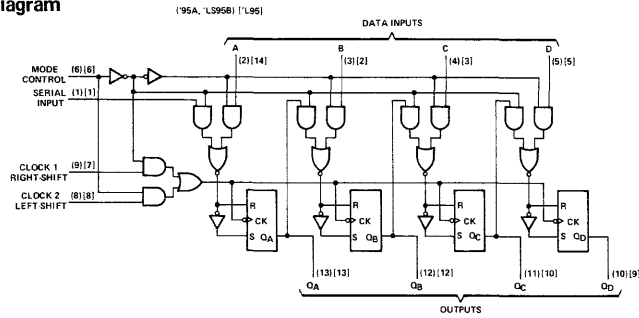 iagram
('95A, 'LS95B) ['L95]
DATA INPUTS
A B C D
(2) [14] (3) [2] (4) [3] (5) [5]
MODE CONTROL (6) [6]
SERIAL INPUT (1) [1]
CLOCK 1 RIGHT-SHIFT (9) [7]
CLOCK 2 LEFT-SHIFT (8) [8]
R R R R
CK CK CK CK
S QA S QB S QC S QD
(13) [13] (12) [12] (11) [10] (10) [9]
QA QB QC QD
OUTPUTS